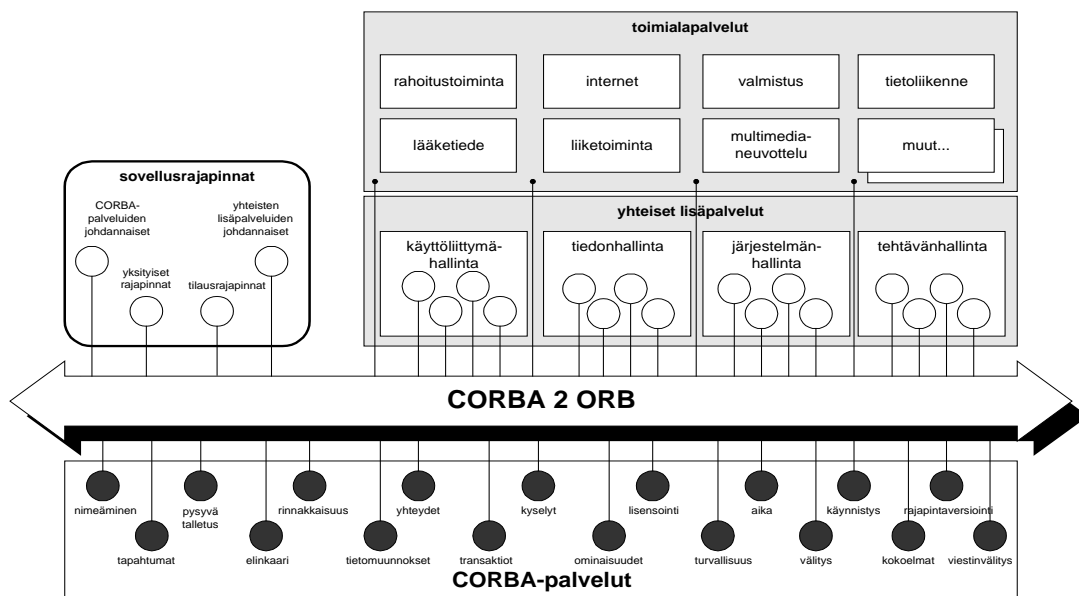 toimialapalvelut
rahoitustoiminta
internet
valmistus
tietoliikenne
lääketiede
liiketoiminta
multimedia-
neuvottelu
muut...
sovellusrajapinnat
CORBA-
palveluiden
johdannaiset
yhteisten
lisäpalveluiden
johdannaiset
yksityiset
rajapinnat
tilausrajapinnat
yhteiset lisäpalvelut
käyttöliittymä-
hallinta
tiedonhallinta
järjestelmän-
hallinta
tehtävänhallinta
CORBA 2 ORB
nimeäminen
pysyvä
talletus
rinnakkaisuus
yhteydet
kyselyt
lisensointi
aika
käynnistys
rajapintaversiointi
tapahtumat
elinkaari
tietomuunnokset
transaktiot
ominaisuudet
turvallisuus
välitys
kokoelmat
viestinvälitys
CORBA-palvelut